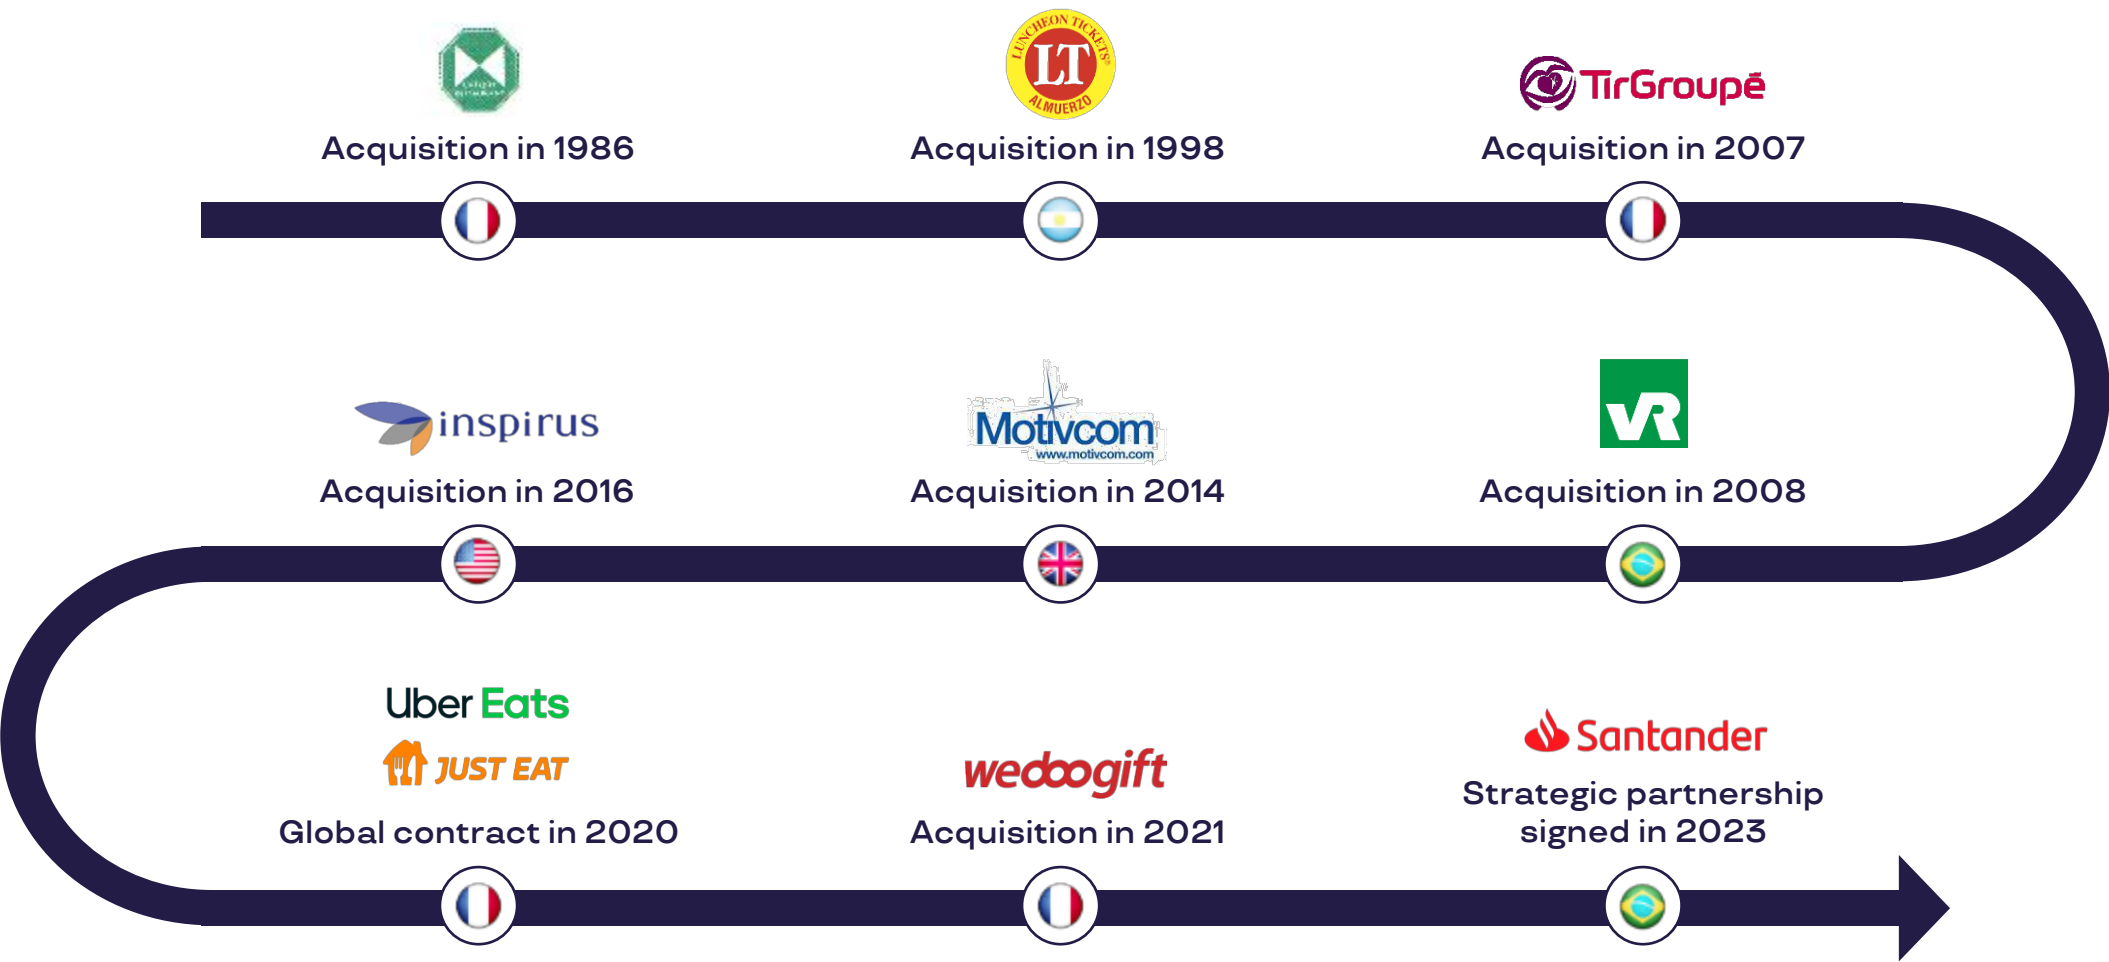 LUNCHEON TICKETS
LT
ALMUERZO
TirGroupé
Acquisition in 1986
Acquisition in 1998
Acquisition in 2007
inspirus
Motivcom
www.motivcom.com
VR
Acquisition in 2016
Acquisition in 2014
Acquisition in 2008
Uber Eats
JUST EAT
wedoogift
Santander
Global contract in 2020
Acquisition in 2021
Strategic partnership
signed in 2023